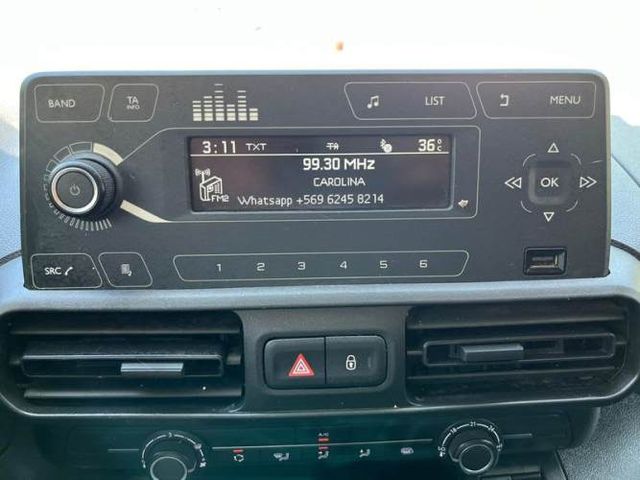 BAND
TA
INFO
LIST
MENU
3:11 TXT TA 36°C
99.30 MHz
CAROLINA
FM2
Whatsapp +569 6245 8214
OK
SRC
1 2 3 4 5 6